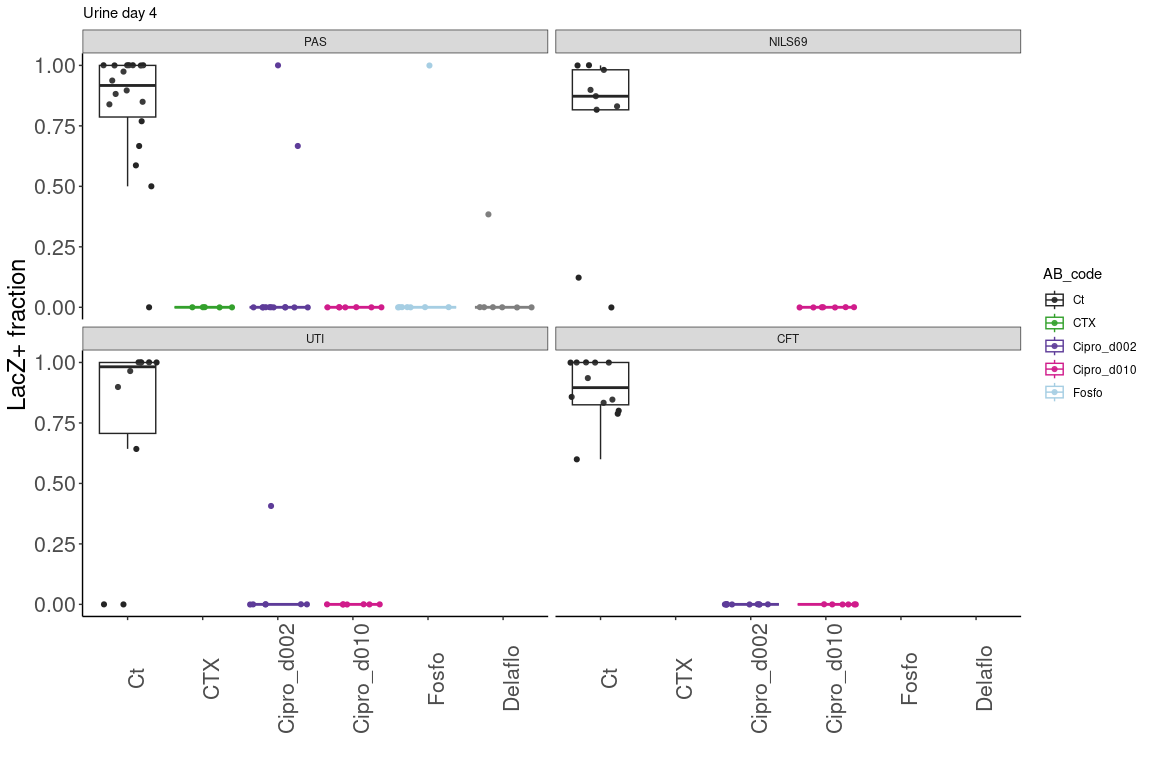 Urine day 4
PAS
NILS69
1.00
0.75
0.50
0.25
0.00
UTI
CFT
1.00
0.75
0.50
0.25
0.00
LacZ+ fraction
Ct
CTX
Cipro_d002
Cipro_d010
Fosfo
Delaflo
Ct
CTX
Cipro_d002
Cipro_d010
Fosfo
Delaflo
AB_code
Ct
CTX
Cipro_d002
Cipro_d010
Fosfo